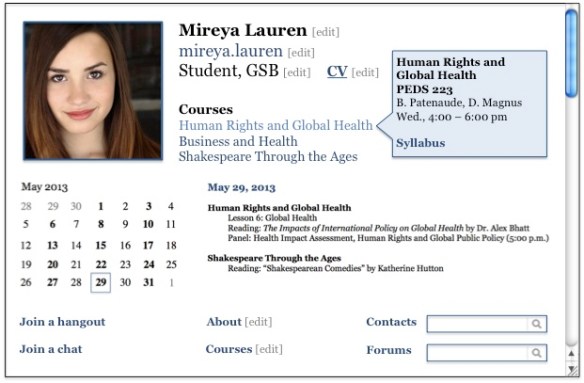 Mireya Lauren [edit]
mireya.lauren [edit]
Student, GSB [edit] CV [edit]
Courses
Human Rights and Global Health
Business and Health
Shakespeare Through the Ages
Human Rights and
Global Health
PEDS 223
B. Patenaude, D. Magnus
Wed., 4:00 – 6:00 pm
Syllabus
May 2013
28 29 30 1 2 3 4
5 6 7 8 9 10 11
12 13 14 15 16 17 18
19 20 21 22 23 24 25
26 27 28 29 30 31 1
May 29, 2013
Human Rights and Global Health
Lesson 6: Global Health
Reading: The Impacts of International Policy on Global Health by Dr. Alex Bhatt
Panel: Health Impact Assessment, Human Rights and Global Public Policy (5:00 p.m.)
Shakespeare Through the Ages
Reading: “Shakespearean Comedies” by Katherine Hutton
Join a hangout
About [edit]
Contacts
Join a chat
Courses [edit]
Forums